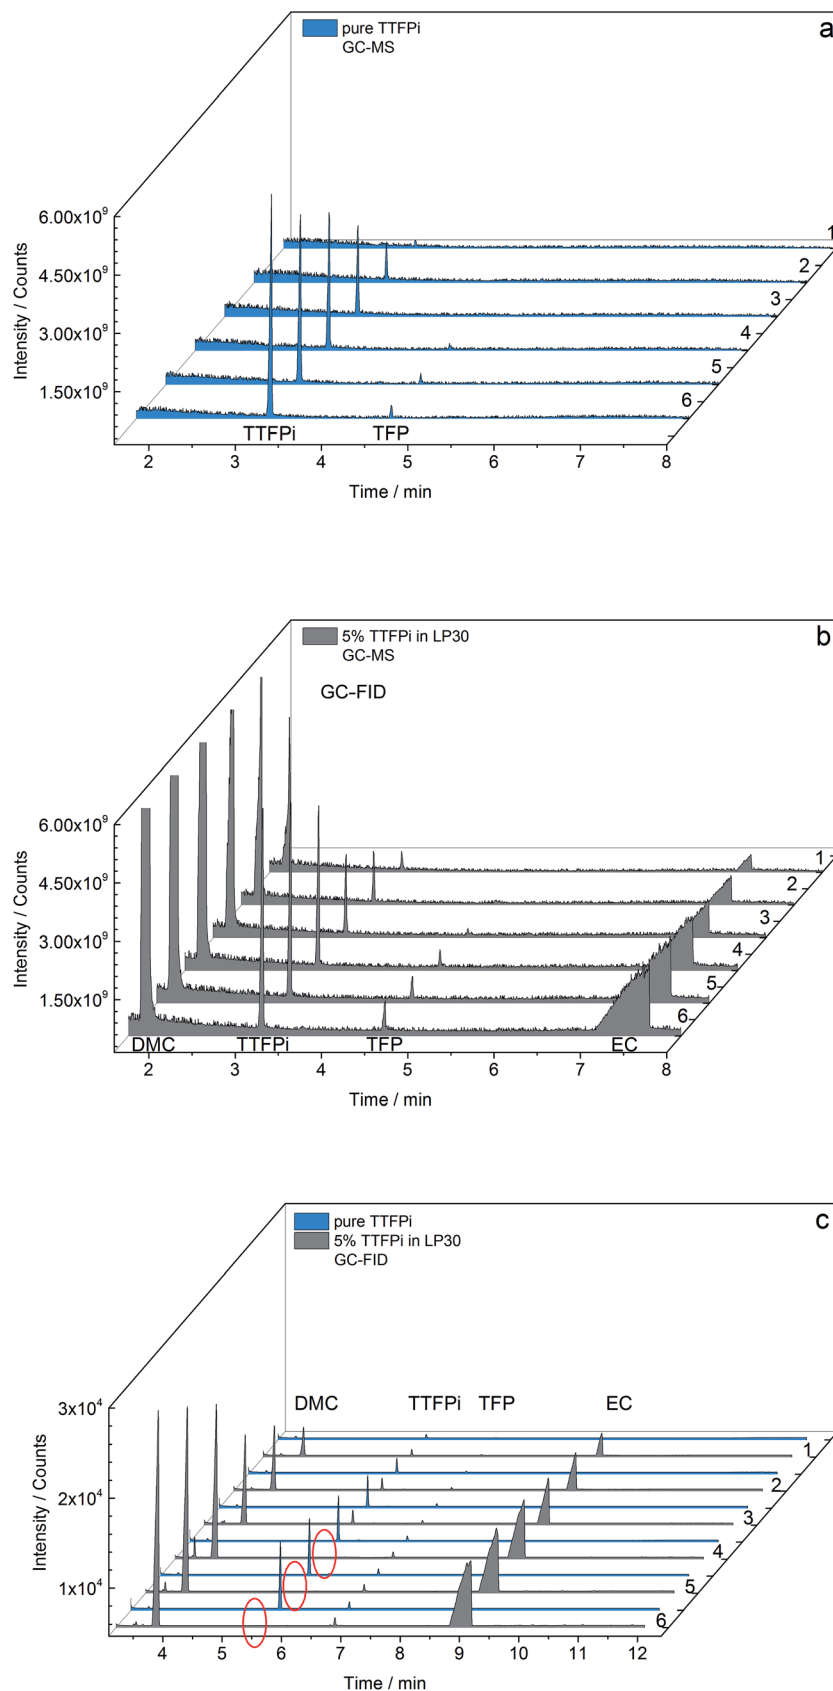 a
pure TTFPi
GC-MS
6.00x10⁹
4.50x10⁹
3.00x10⁹
1.50x10⁹
Intensity / Counts
1
2
3
4
5
6
TTFPi TFP
2 3 4 5 6 7 8
Time / min
b
5% TTFPi in LP30
GC-MS
GC-FID
6.00x10⁹
4.50x10⁹
3.00x10⁹
1.50x10⁹
Intensity / Counts
1
2
3
4
5
6
DMC TTFPi TFP EC
2 3 4 5 6 7 8
Time / min
c
pure TTFPi
5% TTFPi in LP30
GC-FID
DMC TTFPi TFP EC
3x10⁴
2x10⁴
1x10⁴
Intensity / Counts
1
2
3
4
5
6
4 5 6 7 8 9 10 11 12
Time / min